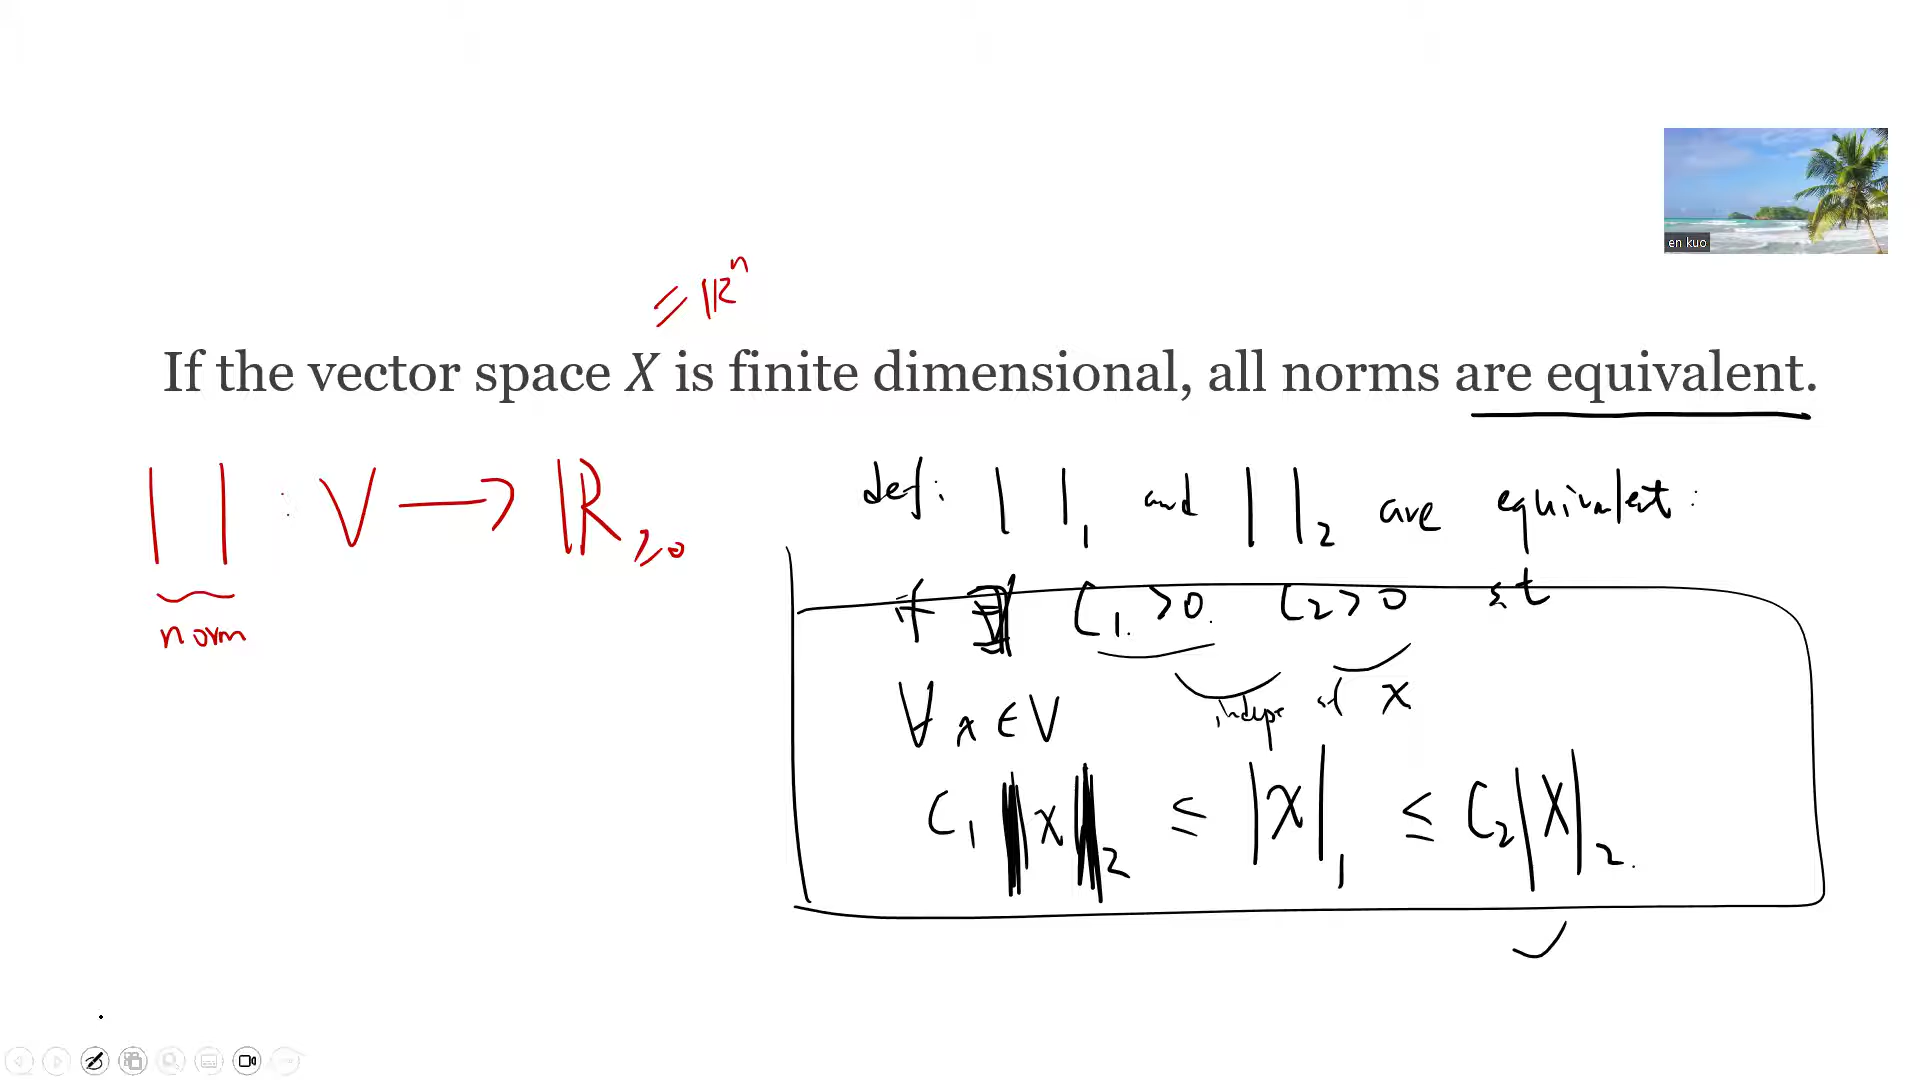 en kuo
= ℝⁿ
If the vector space X is finite dimensional, all norms are equivalent.
| | : V → ℝ≥0
norm
def: | |₁ and | |₂ are equivalent:
if ∃ C₁ >0. C₂ > 0 st
∀ x ∈ V
indep of x
C₁ |x|₂ ≤ |x|₁ ≤ C₂|x|₂.